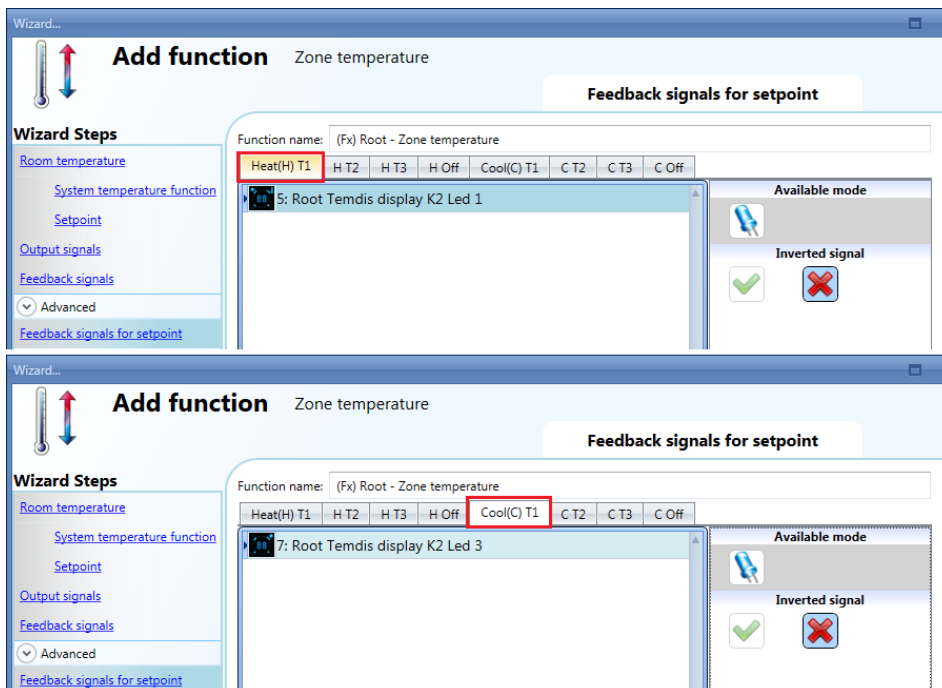 Wizard...
Add function Zone temperature
Feedback signals for setpoint
Wizard Steps
Function name: (Fx) Root - Zone temperature
Room temperature
Heat(H) T1 H T2 H T3 H Off Cool(C) T1 C T2 C T3 C Off
System temperature function
5: Root Temdis display K2 Led 1
Available mode
Setpoint
Output signals
Inverted signal
Feedback signals
Advanced
Feedback signals for setpoint
Wizard...
Add function Zone temperature
Feedback signals for setpoint
Wizard Steps
Function name: (Fx) Root - Zone temperature
Room temperature
Heat(H) T1 H T2 H T3 H Off Cool(C) T1 C T2 C T3 C Off
System temperature function
7: Root Temdis display K2 Led 3
Available mode
Setpoint
Output signals
Inverted signal
Feedback signals
Advanced
Feedback signals for setpoint